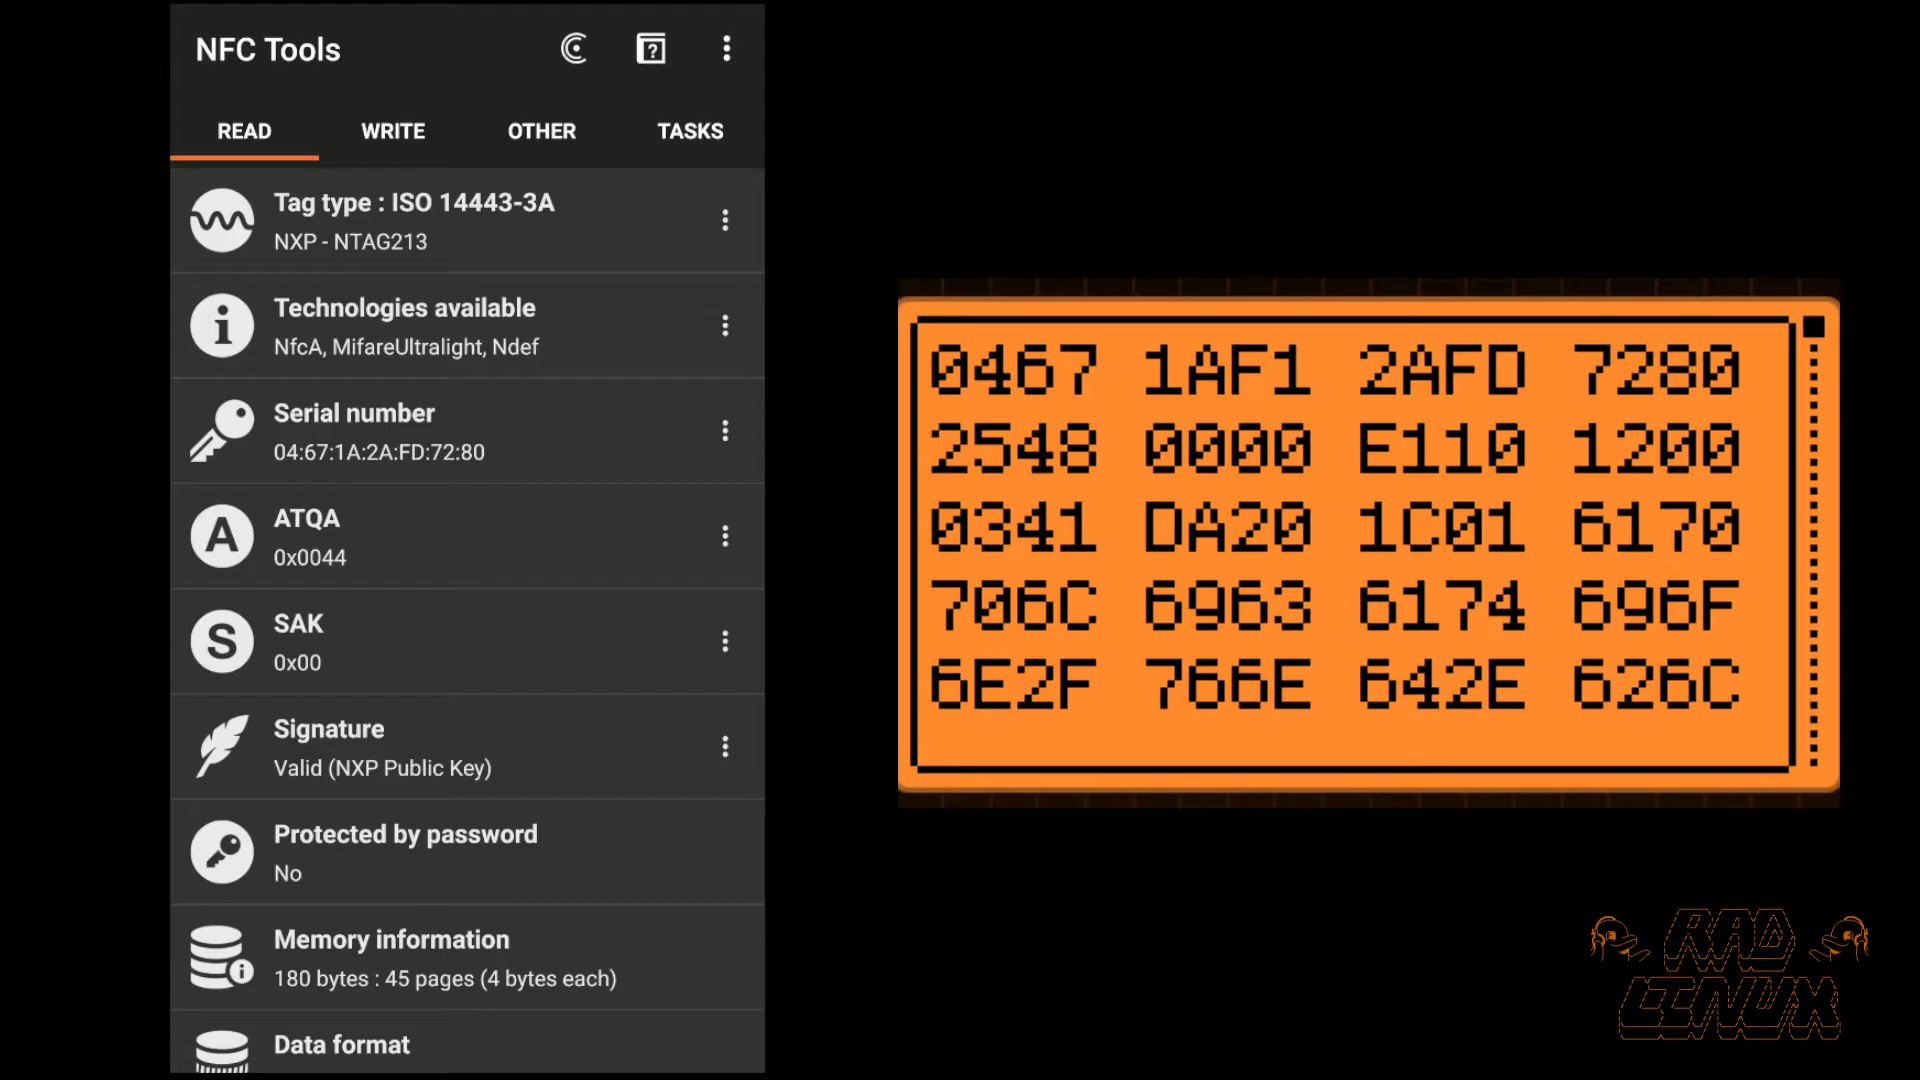 NFC Tools
READ WRITE OTHER TASKS
Tag type : ISO 14443-3A
NXP - NTAG213
Technologies available
NfcA, MifareUltralight, Ndef
Serial number
04:67:1A:2A:FD:72:80
ATQA
0x0044
SAK
0x00
Signature
Valid (NXP Public Key)
Protected by password
No
Memory information
180 bytes : 45 pages (4 bytes each)
Data format
0467 1AF1 2AFD 7280
2548 0000 E110 1200
0341 DA20 1C01 6170
706C 6963 6174 696F
6E2F 766E 642E 626C
RAD
LINUX